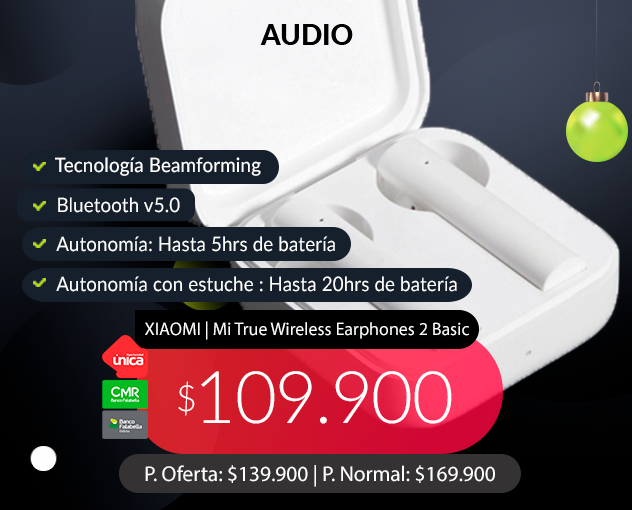 AUDIO
Tecnología Beamforming
Bluetooth v5.0
Autonomía: Hasta 5hrs de batería
Autonomía con estuche : Hasta 20hrs de batería
XIAOMI | Mi True Wireless Earphones 2 Basic
única
CMR
Banco Falabella
Banco
Falabella
$109.900
P. Oferta: $139.900 | P. Normal: $169.900